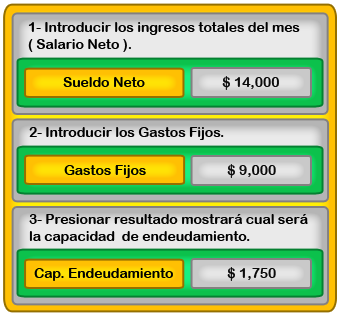 1- Introducir los ingresos totales del mes
( Salario Neto ).
Sueldo Neto $ 14,000
2- Introducir los Gastos Fijos.
Gastos Fijos $ 9,000
3- Presionar resultado mostrará cual será
la capacidad de endeudamiento.
Cap. Endeudamiento $ 1,750